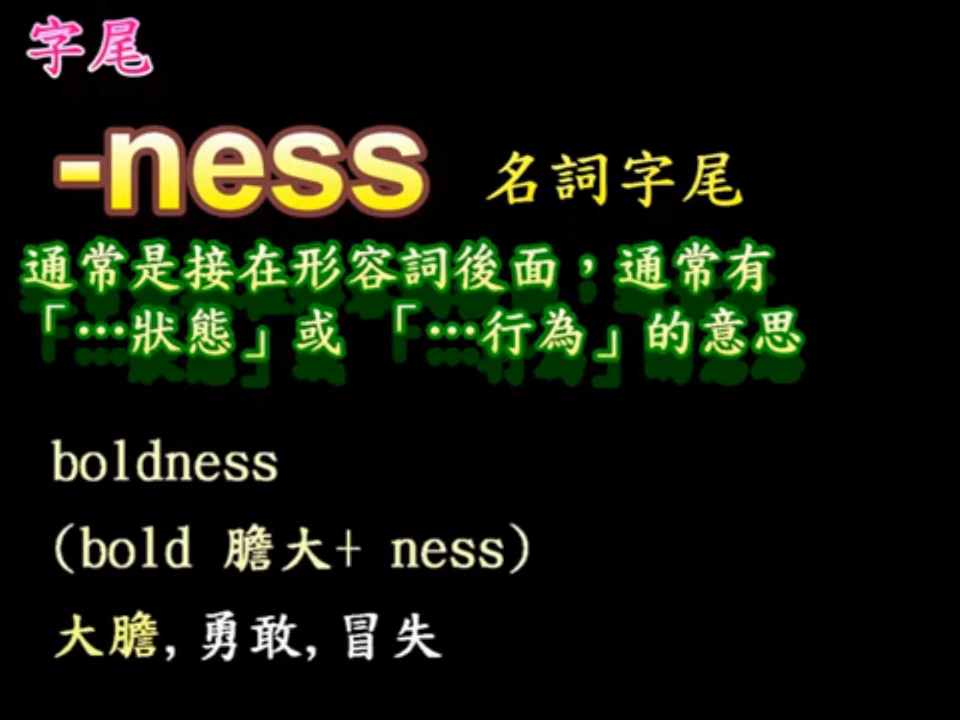 字尾
-ness 名詞字尾
通常是接在形容詞後面，通常有
「…狀態」或 「…行為」的意思
boldness
(bold 膽大+ ness)
大膽,勇敢,冒失